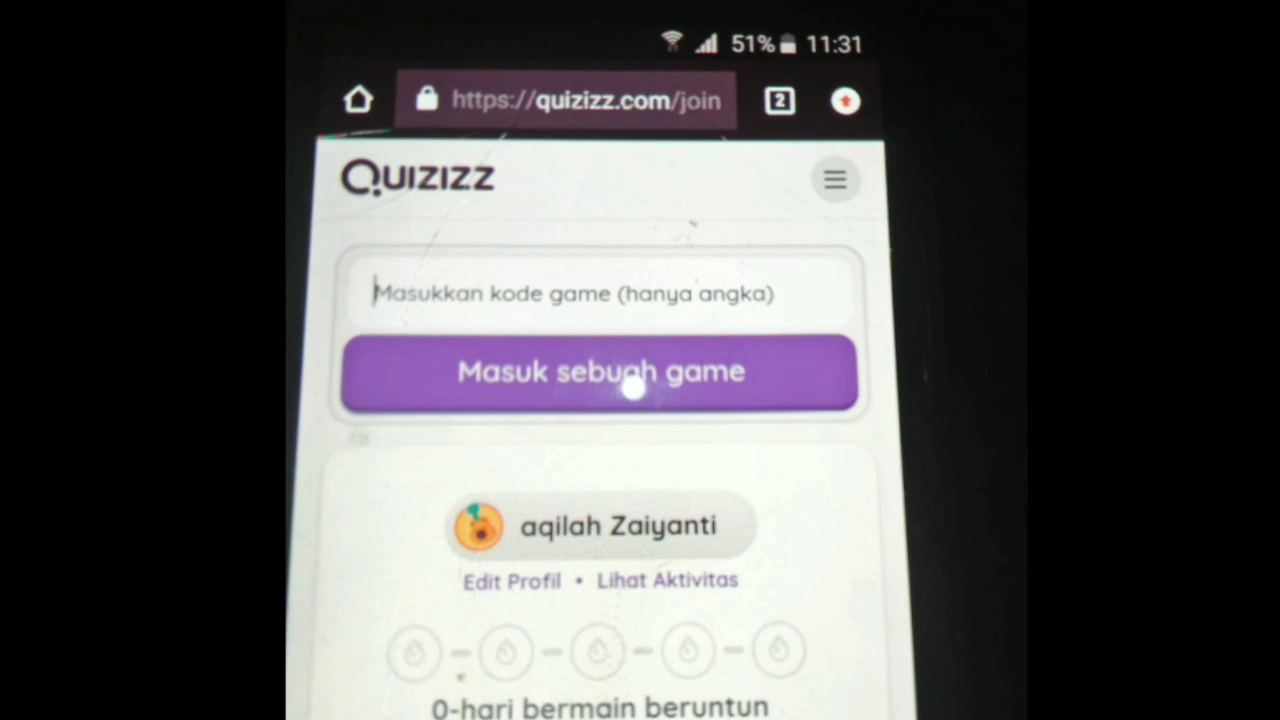 51% 11:31
https://quizizz.com/join 2
QUIZIZZ
Masukkan kode game (hanya angka)
Masuk sebuah game
aqilah Zaiyanti
Edit Profil • Lihat Aktivitas
0-hari bermain beruntun